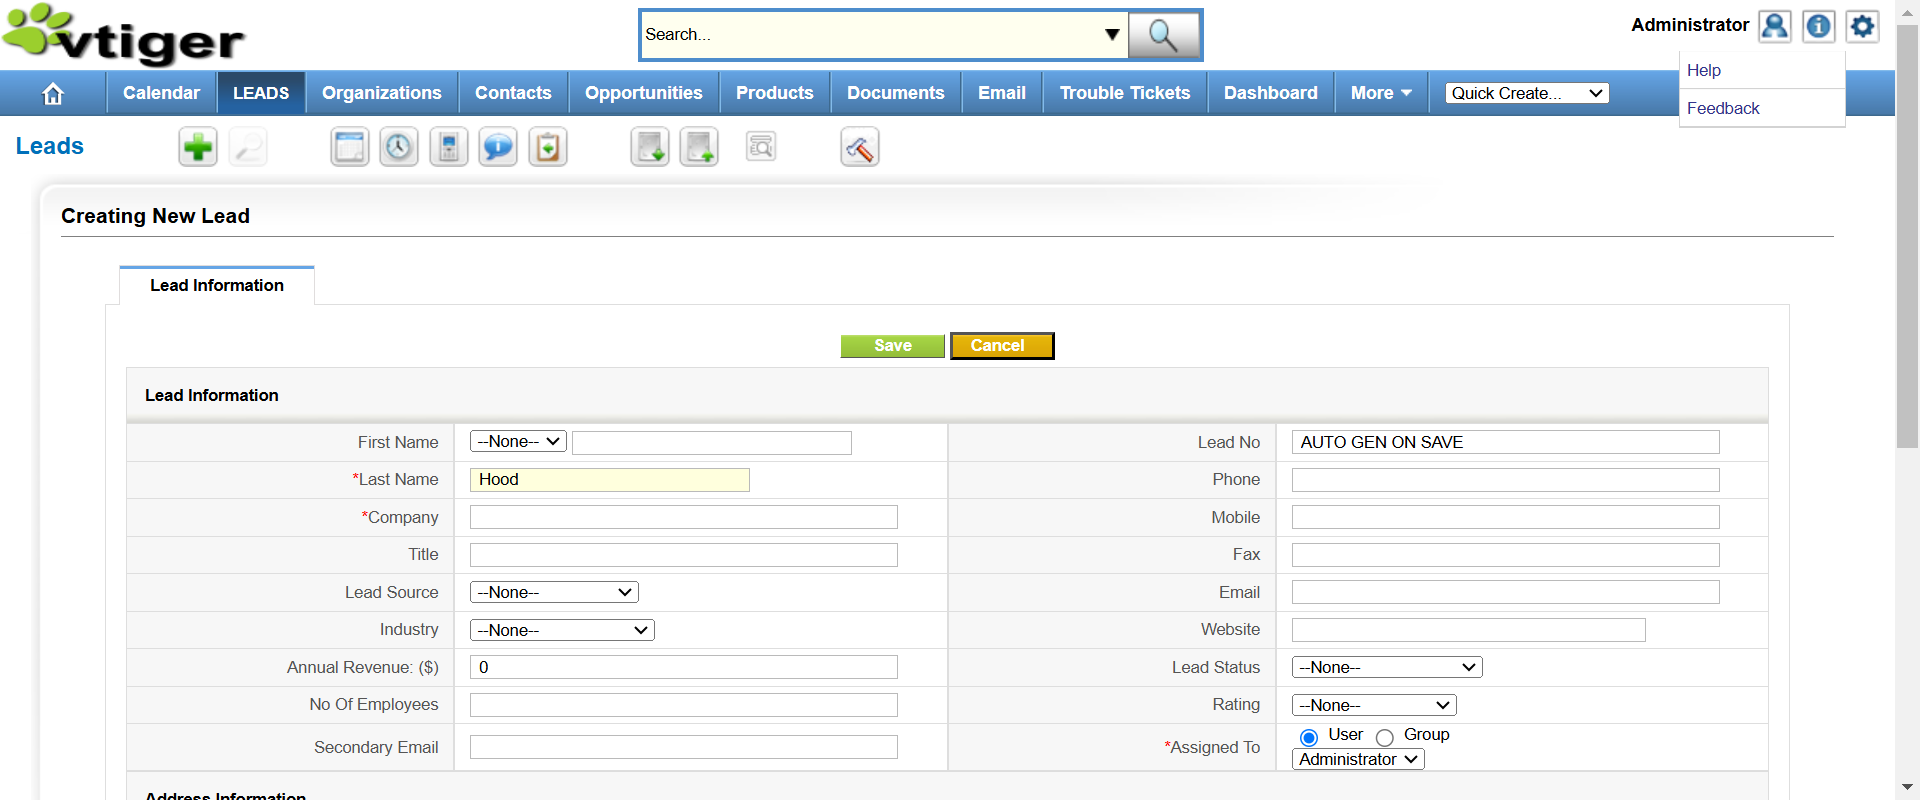 vtiger
Search...
Administrator
Help
Feedback
Calendar
LEADS
Organizations
Contacts
Opportunities
Products
Documents
Email
Trouble Tickets
Dashboard
More
Quick Create...
Leads
Creating New Lead
Lead Information
Save
Cancel
Lead Information
First Name
--None--
Lead No
AUTO GEN ON SAVE
*Last Name
Hood
Phone
*Company
Mobile
Title
Fax
Lead Source
--None--
Email
Industry
--None--
Website
Annual Revenue: ($)
0
Lead Status
--None--
No Of Employees
Rating
--None--
Secondary Email
*Assigned To
User
Group
Administrator
Address Information